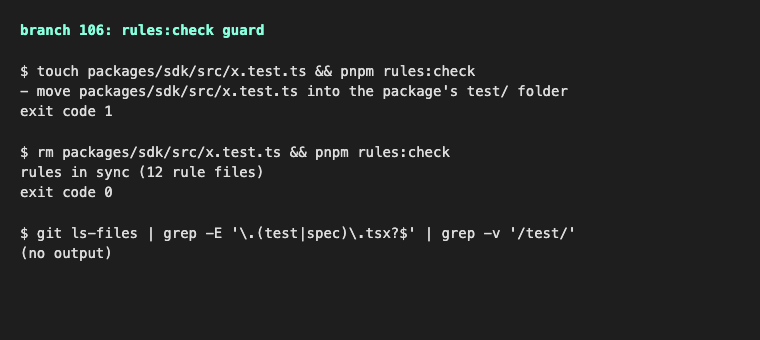 branch 106: rules:check guard
$ touch packages/sdk/src/x.test.ts && pnpm rules:check
- move packages/sdk/src/x.test.ts into the package's test/ folder
exit code 1
$ rm packages/sdk/src/x.test.ts && pnpm rules:check
rules in sync (12 rule files)
exit code 0
$ git ls-files | grep -E '\.(test|spec)\.tsx?$' | grep -v '/test/'
(no output)